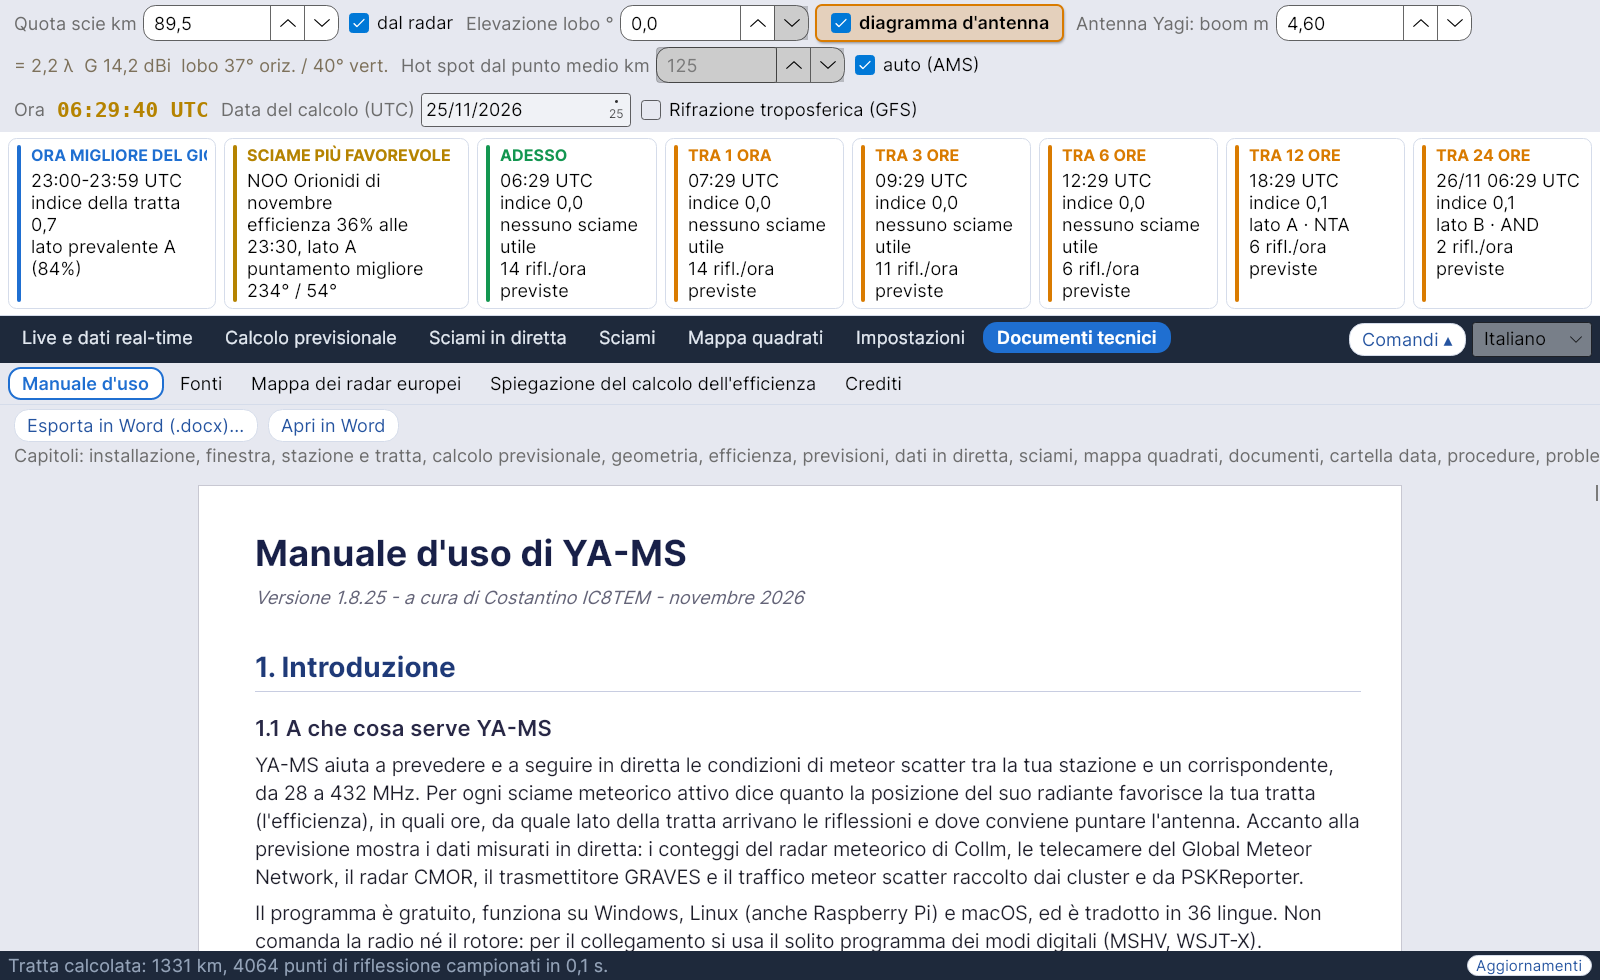 Quota scie km 89,5 dal radar Elevazione lobo ° 0,0 diagramma d'antenna Antenna Yagi: boom m 4,60
= 2,2 λ G 14,2 dBi lobo 37° oriz. / 40° vert. Hot spot dal punto medio km 125 auto (AMS)
Ora 06:29:40 UTC Data del calcolo (UTC) 25/11/2026 25 Rifrazione troposferica (GFS)
ORA MIGLIORE DEL GIO
23:00-23:59 UTC
indice della tratta
0,7
lato prevalente A
(84%)
SCIAME PIÙ FAVOREVOLE
NOO Orionidi di
novembre
efficienza 36% alle
23:30, lato A
puntamento migliore
234° / 54°
ADESSO
06:29 UTC
indice 0,0
nessuno sciame
utile
14 rifl./ora
previste
TRA 1 ORA
07:29 UTC
indice 0,0
nessuno sciame
utile
14 rifl./ora
previste
TRA 3 ORE
09:29 UTC
indice 0,0
nessuno sciame
utile
11 rifl./ora
previste
TRA 6 ORE
12:29 UTC
indice 0,0
nessuno sciame
utile
6 rifl./ora
previste
TRA 12 ORE
18:29 UTC
indice 0,1
lato A · NTA
6 rifl./ora
previste
TRA 24 ORE
26/11 06:29 UTC
indice 0,1
lato B · AND
2 rifl./ora
previste
Live e dati real-time Calcolo previsionale Sciami in diretta Sciami Mappa quadrati Impostazioni Documenti tecnici Comandi ▴ Italiano
Manuale d'uso Fonti Mappa dei radar europei Spiegazione del calcolo dell'efficienza Crediti
Esporta in Word (.docx)... Apri in Word
Capitoli: installazione, finestra, stazione e tratta, calcolo previsionale, geometria, efficienza, previsioni, dati in diretta, sciami, mappa quadrati, documenti, cartella data, procedure, proble
Manuale d'uso di YA-MS
Versione 1.8.25 - a cura di Costantino IC8TEM - novembre 2026
1. Introduzione
1.1 A che cosa serve YA-MS
YA-MS aiuta a prevedere e a seguire in diretta le condizioni di meteor scatter tra la tua stazione e un corrispondente,
da 28 a 432 MHz. Per ogni sciame meteorico attivo dice quanto la posizione del suo radiante favorisce la tua tratta
(l'efficienza), in quali ore, da quale lato della tratta arrivano le riflessioni e dove conviene puntare l'antenna. Accanto alla
previsione mostra i dati misurati in diretta: i conteggi del radar meteorico di Collm, le telecamere del Global Meteor
Network, il radar CMOR, il trasmettitore GRAVES e il traffico meteor scatter raccolto dai cluster e da PSKReporter.
Il programma è gratuito, funziona su Windows, Linux (anche Raspberry Pi) e macOS, ed è tradotto in 36 lingue. Non
comanda la radio né il rotore: per il collegamento si usa il solito programma dei modi digitali (MSHV, WSJT-X).
Tratta calcolata: 1331 km, 4064 punti di riflessione campionati in 0,1 s. Aggiornamenti